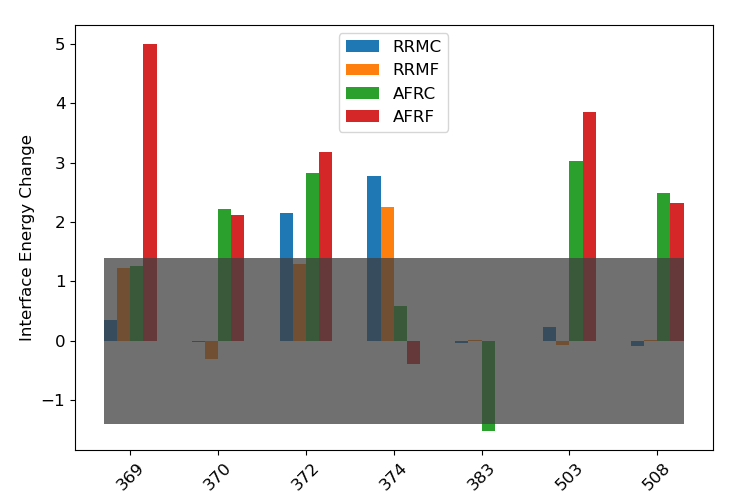 RRMC
RRMF
AFRC
AFRF
Interface Energy Change
5
4
3
2
1
0
−1
369
370
372
374
383
503
508